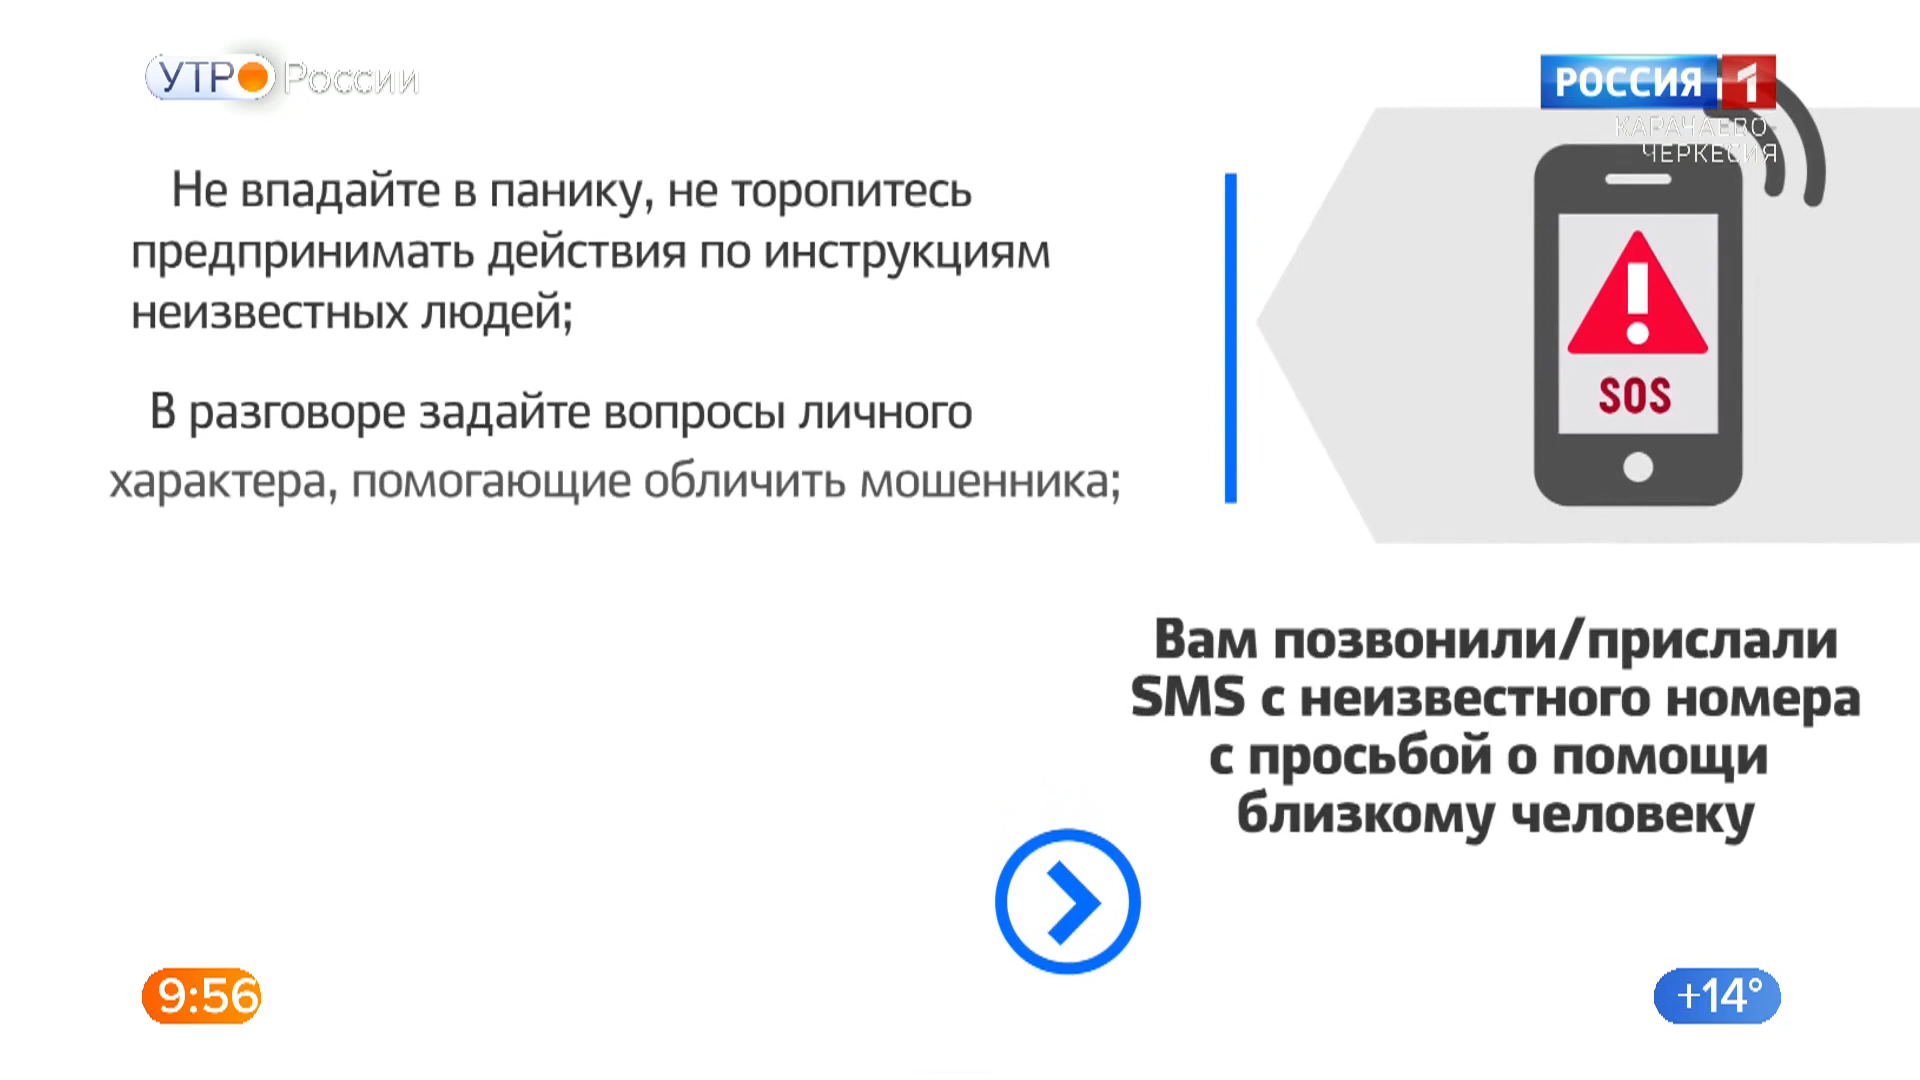 УТРО России
РОССИЯ 1
КАРАЧАЕВО-
ЧЕРКЕСИЯ
Не впадайте в панику, не торопитесь
предпринимать действия по инструкциям
неизвестных людей;
В разговоре задайте вопросы личного
характера, помогающие обличить мошенника;
SOS
Вам позвонили/прислали
SMS с неизвестного номера
с просьбой о помощи
близкому человеку
9:56
+14°